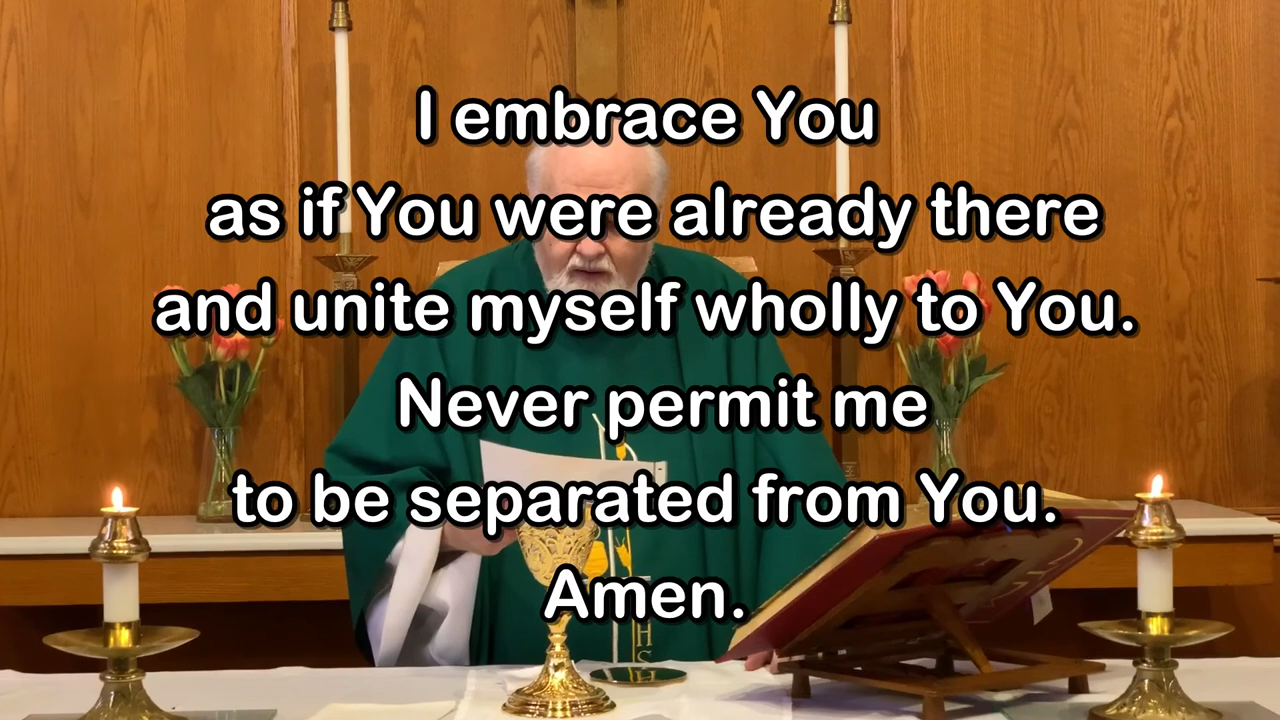 I embrace You
as if You were already there
and unite myself wholly to You.
Never permit me
to be separated from You.
Amen.